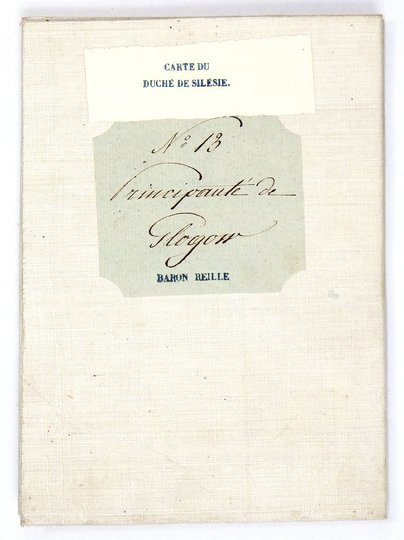 CARTE DU
DUCHÉ DE SILÉSIE.
No 13
Principauté de
Glogow
BARON REILLE